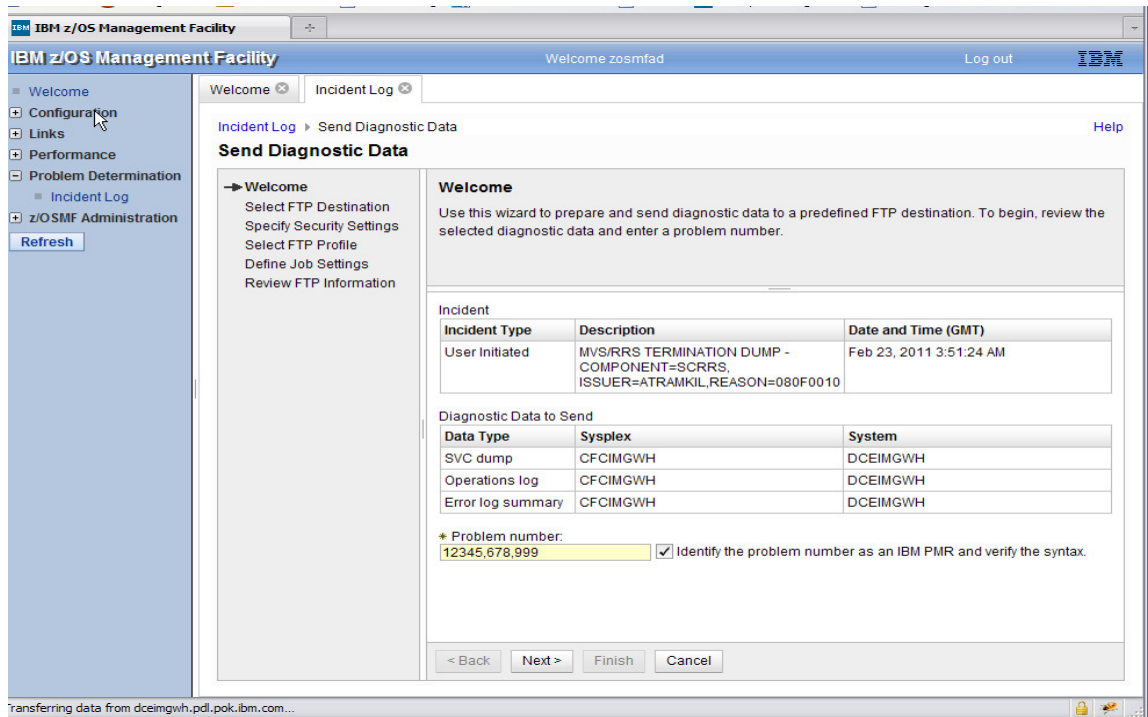 IBM IBM z/OS Management Facility
IBM z/OS Management Facility
Welcome zosmfad
Log out
IBM
Welcome
Configuration
Links
Performance
Problem Determination
Incident Log
z/OSMF Administration
Refresh
Welcome
Incident Log
Incident Log Send Diagnostic Data
Help
Send Diagnostic Data
Welcome
Select FTP Destination
Specify Security Settings
Select FTP Profile
Define Job Settings
Review FTP Information
Welcome
Use this wizard to prepare and send diagnostic data to a predefined FTP destination. To begin, review the
selected diagnostic data and enter a problem number.
Incident
Incident Type Description Date and Time (GMT)
User Initiated MVS/RRS TERMINATION DUMP - Feb 23, 2011 3:51:24 AM
COMPONENT=SCRRS,
ISSUER=ATRAMKIL,REASON=080F0010
Diagnostic Data to Send
Data Type Sysplex System
SVC dump CFCIMGWH DCEIMGWH
Operations log CFCIMGWH DCEIMGWH
Error log summary CFCIMGWH DCEIMGWH
* Problem number:
12345,678,999 Identify the problem number as an IBM PMR and verify the syntax.
< Back Next > Finish Cancel
Transferring data from dceimgwh.pdl.pok.ibm.com...